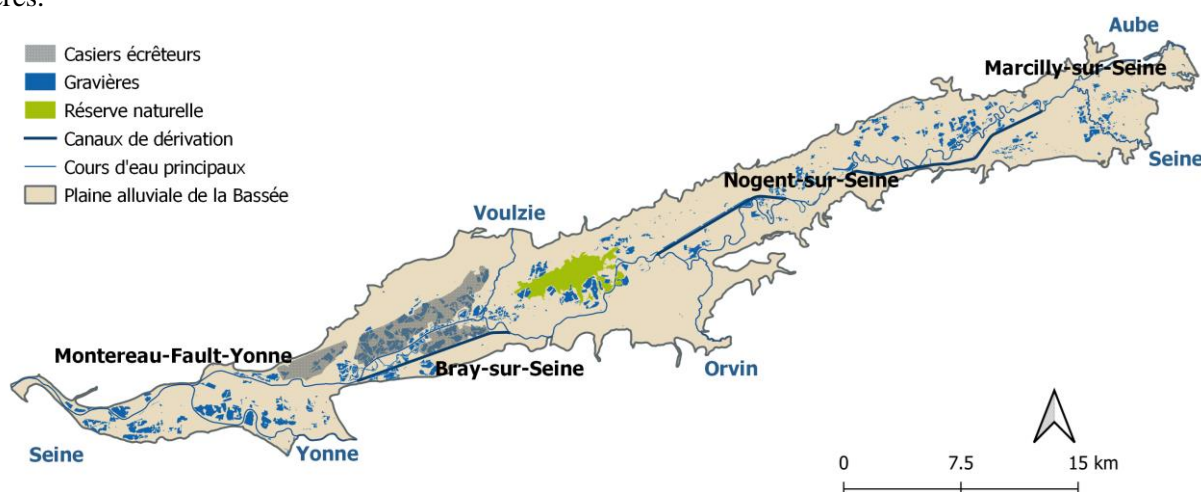 Casiers écrêteurs
Gravières
Réserve naturelle
Canaux de dérivation
Cours d'eau principaux
Plaine alluviale de la Bassée
Aube
Marcilly-sur-Seine
Seine
Nogent-sur-Seine
Voulzie
Montereau-Fault-Yonne
Bray-sur-Seine
Orvin
Seine
Yonne
0 7.5 15 km